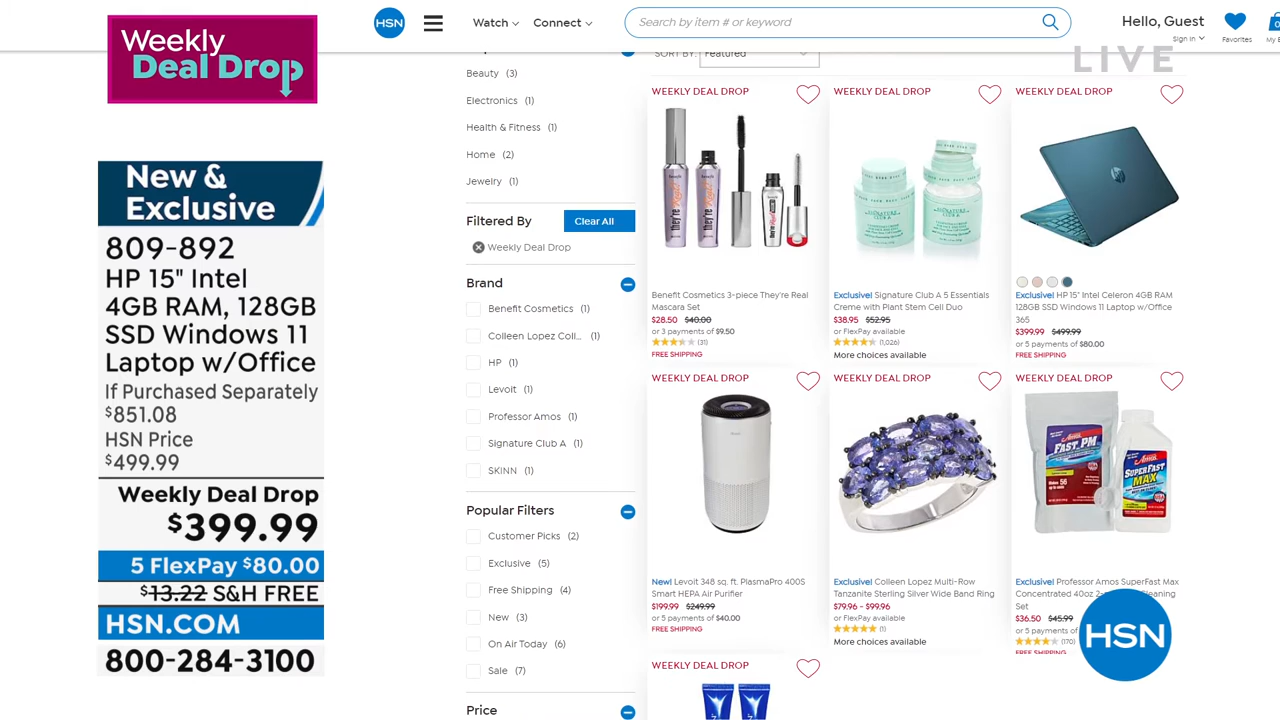 Weekly
Deal Drop
New &
Exclusive
809-892
HP 15" Intel
4GB RAM, 128GB
SSD Windows 11
Laptop w/Office
If Purchased Separately
$851.08
HSN Price
$499.99
Weekly Deal Drop
$399.99
5 FlexPay $80.00
$13.22 S&H FREE
HSN.COM
800-284-3100
HSN
Watch
Connect
Search by item # or keyword
Hello, Guest
Sign In
Favorites
0
LIVE
SORT BY: Featured
Beauty (3)
Electronics (1)
Health & Fitness (1)
Home (2)
Jewelry (1)
Filtered By
Clear All
Weekly Deal Drop
Brand
Benefit Cosmetics (1)
Colleen Lopez Coll... (1)
HP (1)
Levoit (1)
Professor Amos (1)
Signature Club A (1)
SKINN (1)
Popular Filters
Customer Picks (2)
Exclusive (5)
Free Shipping (4)
New (3)
On Air Today (6)
Sale (7)
Price
WEEKLY DEAL DROP
Benefit Cosmetics 3-piece They're Real
Mascara Set
$28.50 $40.00
or 3 payments of $9.50
(31)
FREE SHIPPING
WEEKLY DEAL DROP
SIGNATURE
CLUB A
Exclusive! Signature Club A 5 Essentials
Creme with Plant Stem Cell Duo
$38.95 $52.95
or FlexPay available
(1,026)
More choices available
WEEKLY DEAL DROP
Exclusive! HP 15" Intel Celeron 4GB RAM
128GB SSD Windows 11 Laptop w/Office
365
$399.99 $499.99
or 5 payments of $80.00
FREE SHIPPING
WEEKLY DEAL DROP
New! Levoit 348 sq. ft. PlasmaPro 400S
Smart HEPA Air Purifier
$199.99 $249.99
or 5 payments of $40.00
FREE SHIPPING
WEEKLY DEAL DROP
Exclusive! Colleen Lopez Multi-Row
Tanzanite Sterling Silver Wide Band Ring
$79.96 - $99.96
or FlexPay available
(1)
More choices available
WEEKLY DEAL DROP
Amos
FAST PM
Amos
SUPERFAST
MAX
Exclusive! Professor Amos SuperFast Max
Concentrated 40oz Cleaning
Set
$36.50 $45.99
or 5 payments of
(170)
FREE SHIPPING
HSN
WEEKLY DEAL DROP